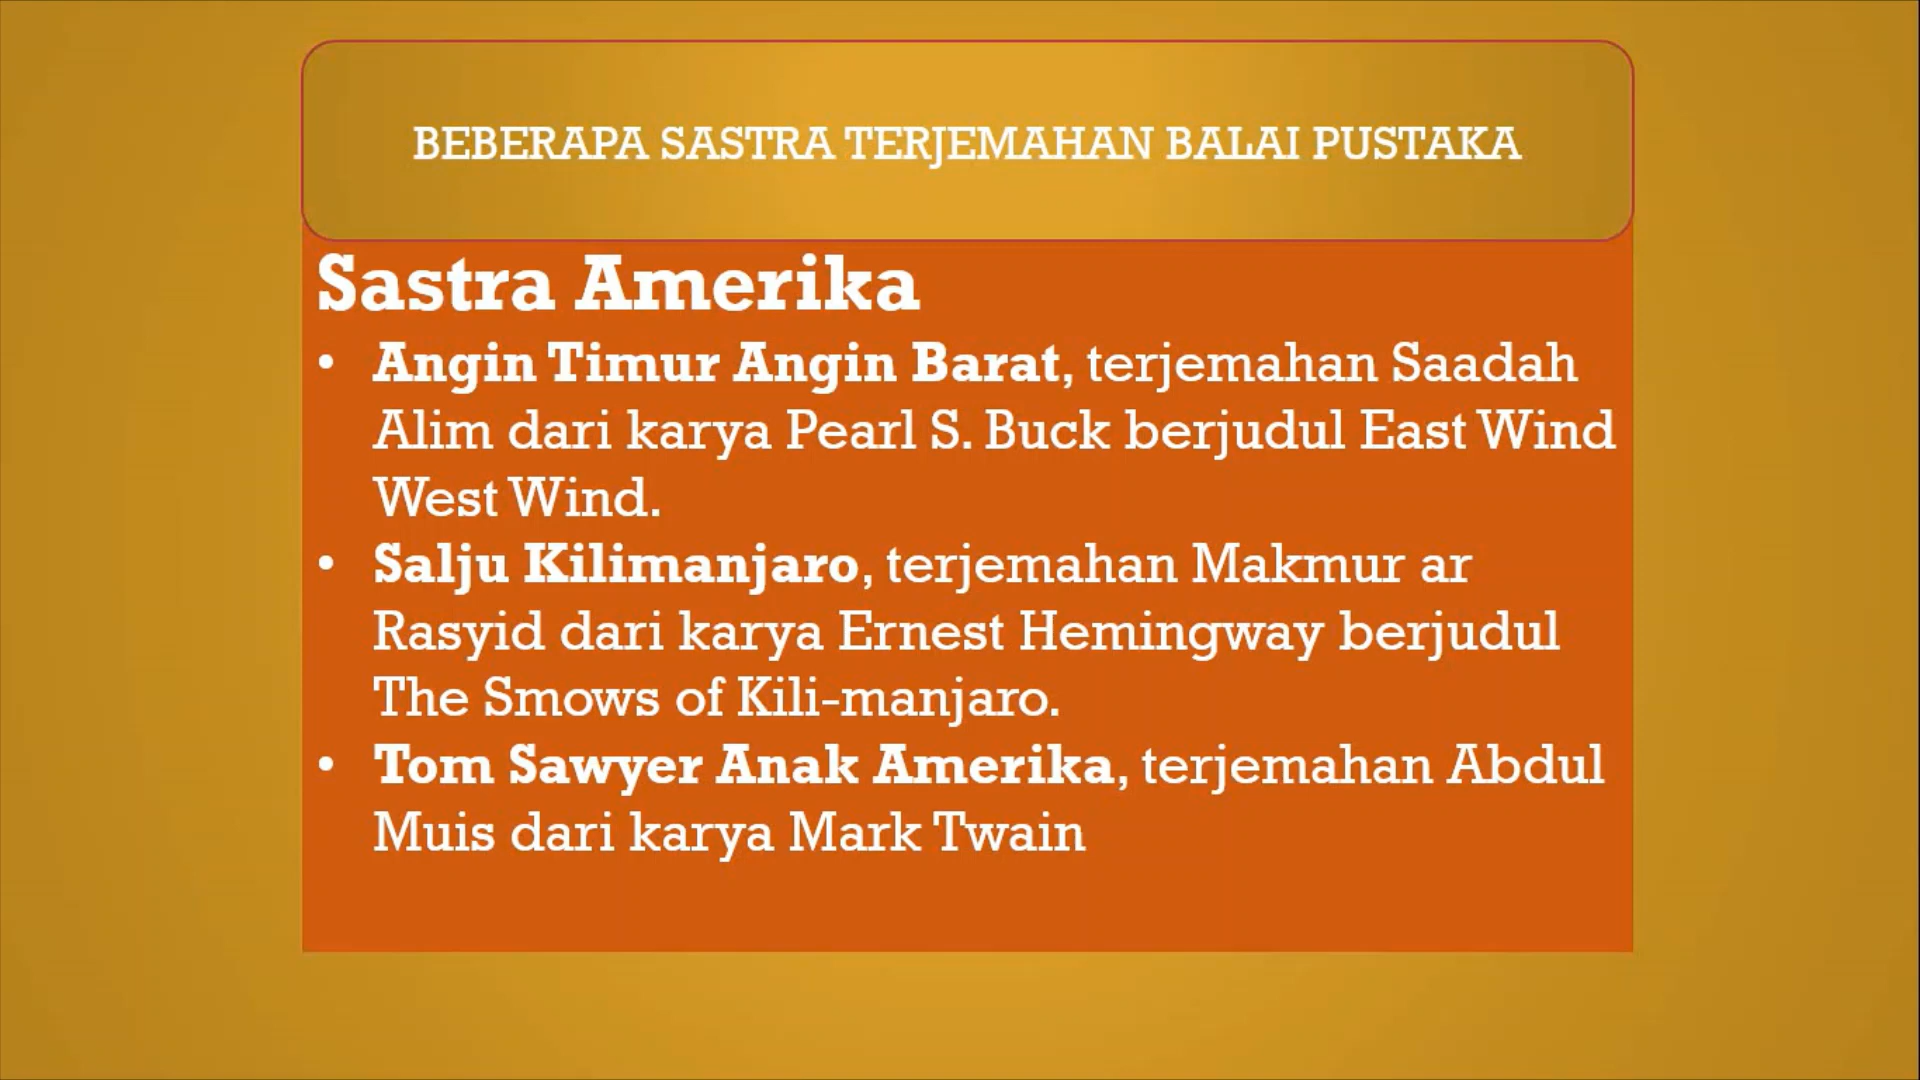 BEBERAPA SASTRA TERJEMAHAN BALAI PUSTAKA
Sastra Amerika
• Angin Timur Angin Barat, terjemahan Saadah
Alim dari karya Pearl S. Buck berjudul East Wind
West Wind.
• Salju Kilimanjaro, terjemahan Makmur ar
Rasyid dari karya Ernest Hemingway berjudul
The Smows of Kili-manjaro.
• Tom Sawyer Anak Amerika, terjemahan Abdul
Muis dari karya Mark Twain